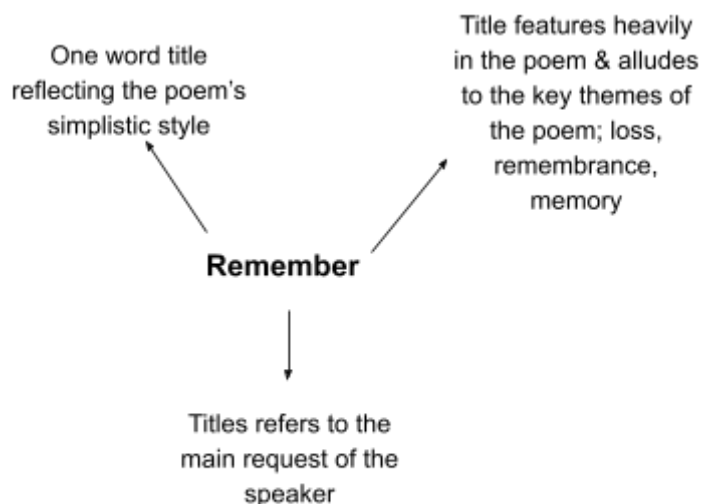 One word title
reflecting the poem's
simplistic style
Title features heavily
in the poem & alludes
to the key themes of
the poem; loss,
remembrance,
memory
Remember
Titles refers to the
main request of the
speaker